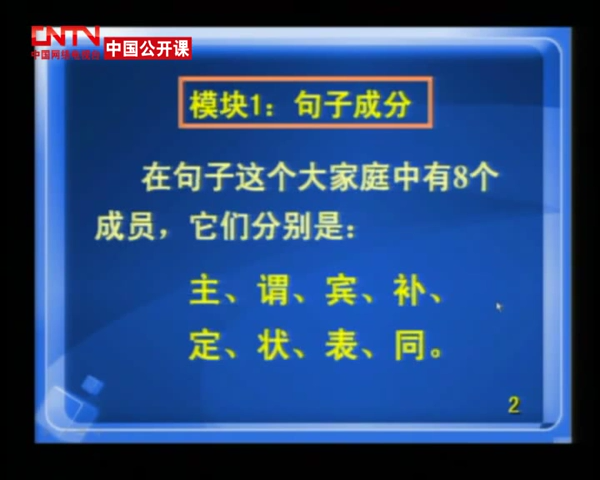 CNTN
中国网络电视台
中国公开课
模块1：句子成分
在句子这个大家庭中有8个
成员，它们分别是：
主、谓、宾、补、
定、状、表、同。
2